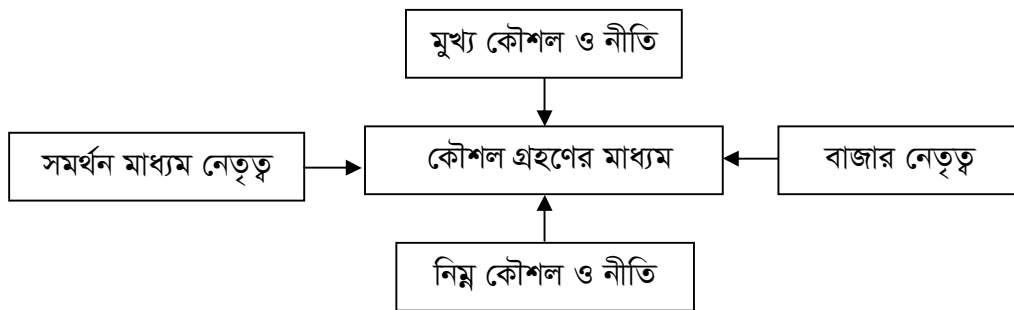 মুখ্য কৌশল ও নীতি
সমর্থন মাধ্যম নেতৃত্ব
কৌশল গ্রহণের মাধ্যম
বাজার নেতৃত্ব
নিম্ন কৌশল ও নীতি